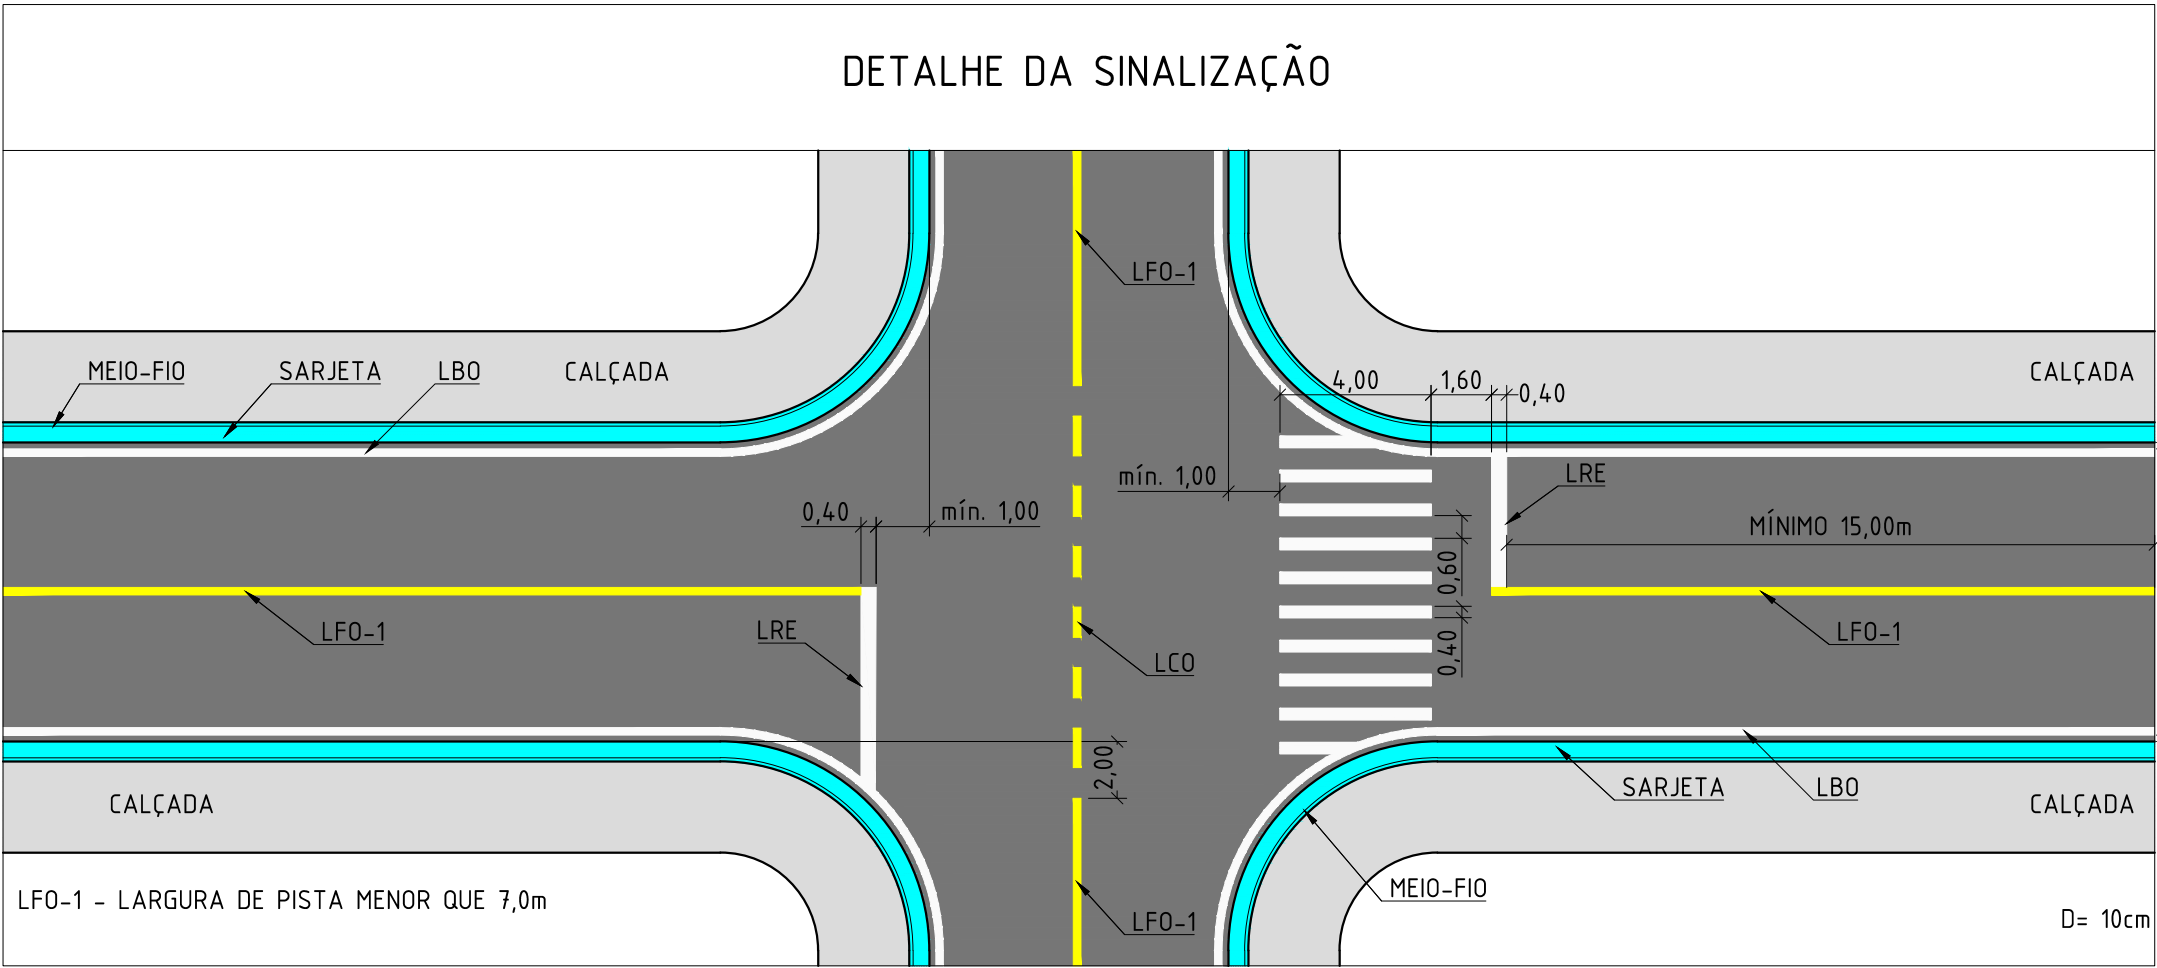 DETALHE DA SINALIZAÇÃO
LFO-1
MEIO-FIO
SARJETA
LBO
CALÇADA
CALÇADA
4,00
1,60
0,40
mín. 1,00
LRE
0,40
mín. 1,00
MÍNIMO 15,00m
0,60
LFO-1
LRE
0,40
LFO-1
LCO
2,00
SARJETA
LBO
CALÇADA
CALÇADA
MEIO-FIO
LFO-1 - LARGURA DE PISTA MENOR QUE 7,0m
LFO-1
D= 10cm